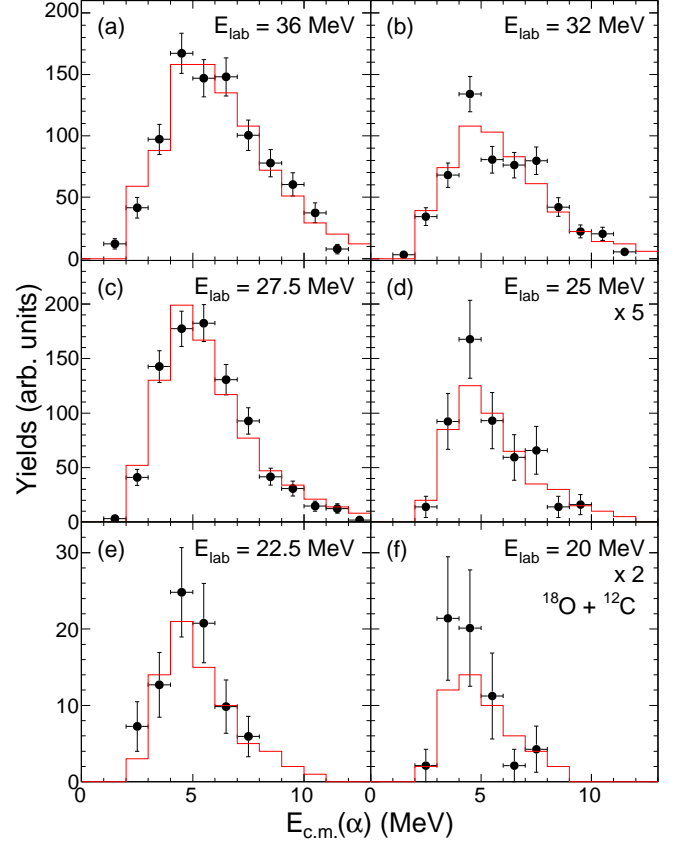 (a) E_lab = 36 MeV
(b) E_lab = 32 MeV
200
150
100
50
0
(c) E_lab = 27.5 MeV
(d) E_lab = 25 MeV
x 5
200
150
100
50
0
(e) E_lab = 22.5 MeV
(f) E_lab = 20 MeV
x 2
¹⁸O + ¹²C
30
20
10
0
0 5 10 0 5 10
Yields (arb. units)
E_c.m.(α) (MeV)